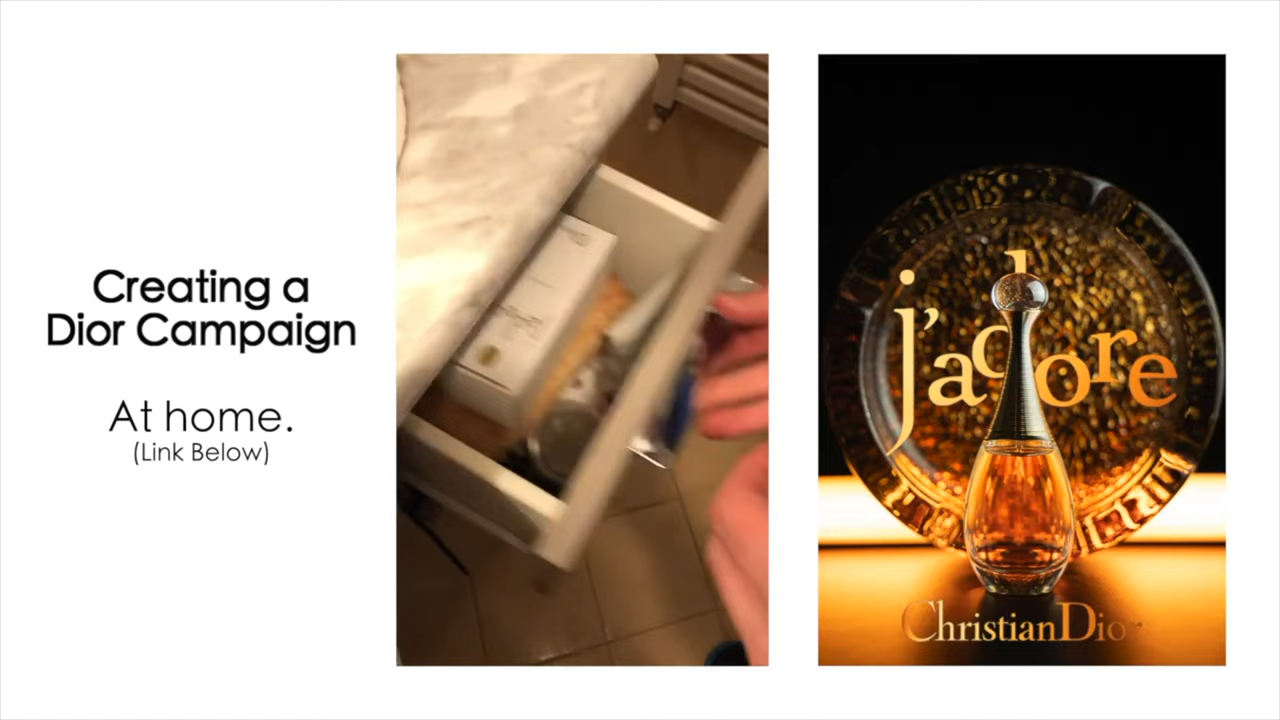 Creating a
Dior Campaign
At home.
(Link Below)
j'adore
ChristianDior